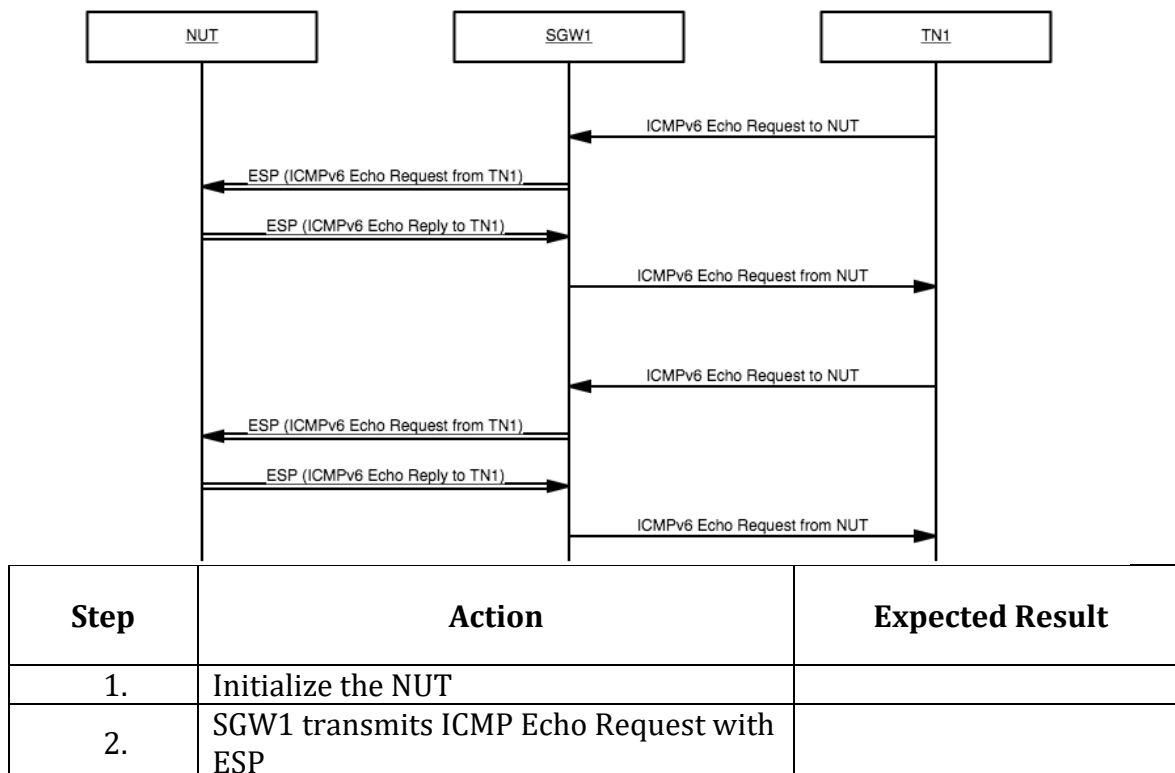 NUT SGW1 TN1
ICMPv6 Echo Request to NUT
ESP (ICMPv6 Echo Request from TN1)
ESP (ICMPv6 Echo Reply to TN1)
ICMPv6 Echo Request from NUT
ICMPv6 Echo Request to NUT
ESP (ICMPv6 Echo Request from TN1)
ESP (ICMPv6 Echo Reply to TN1)
ICMPv6 Echo Request from NUT
Step Action Expected Result
1. Initialize the NUT
2. SGW1 transmits ICMP Echo Request with
ESP